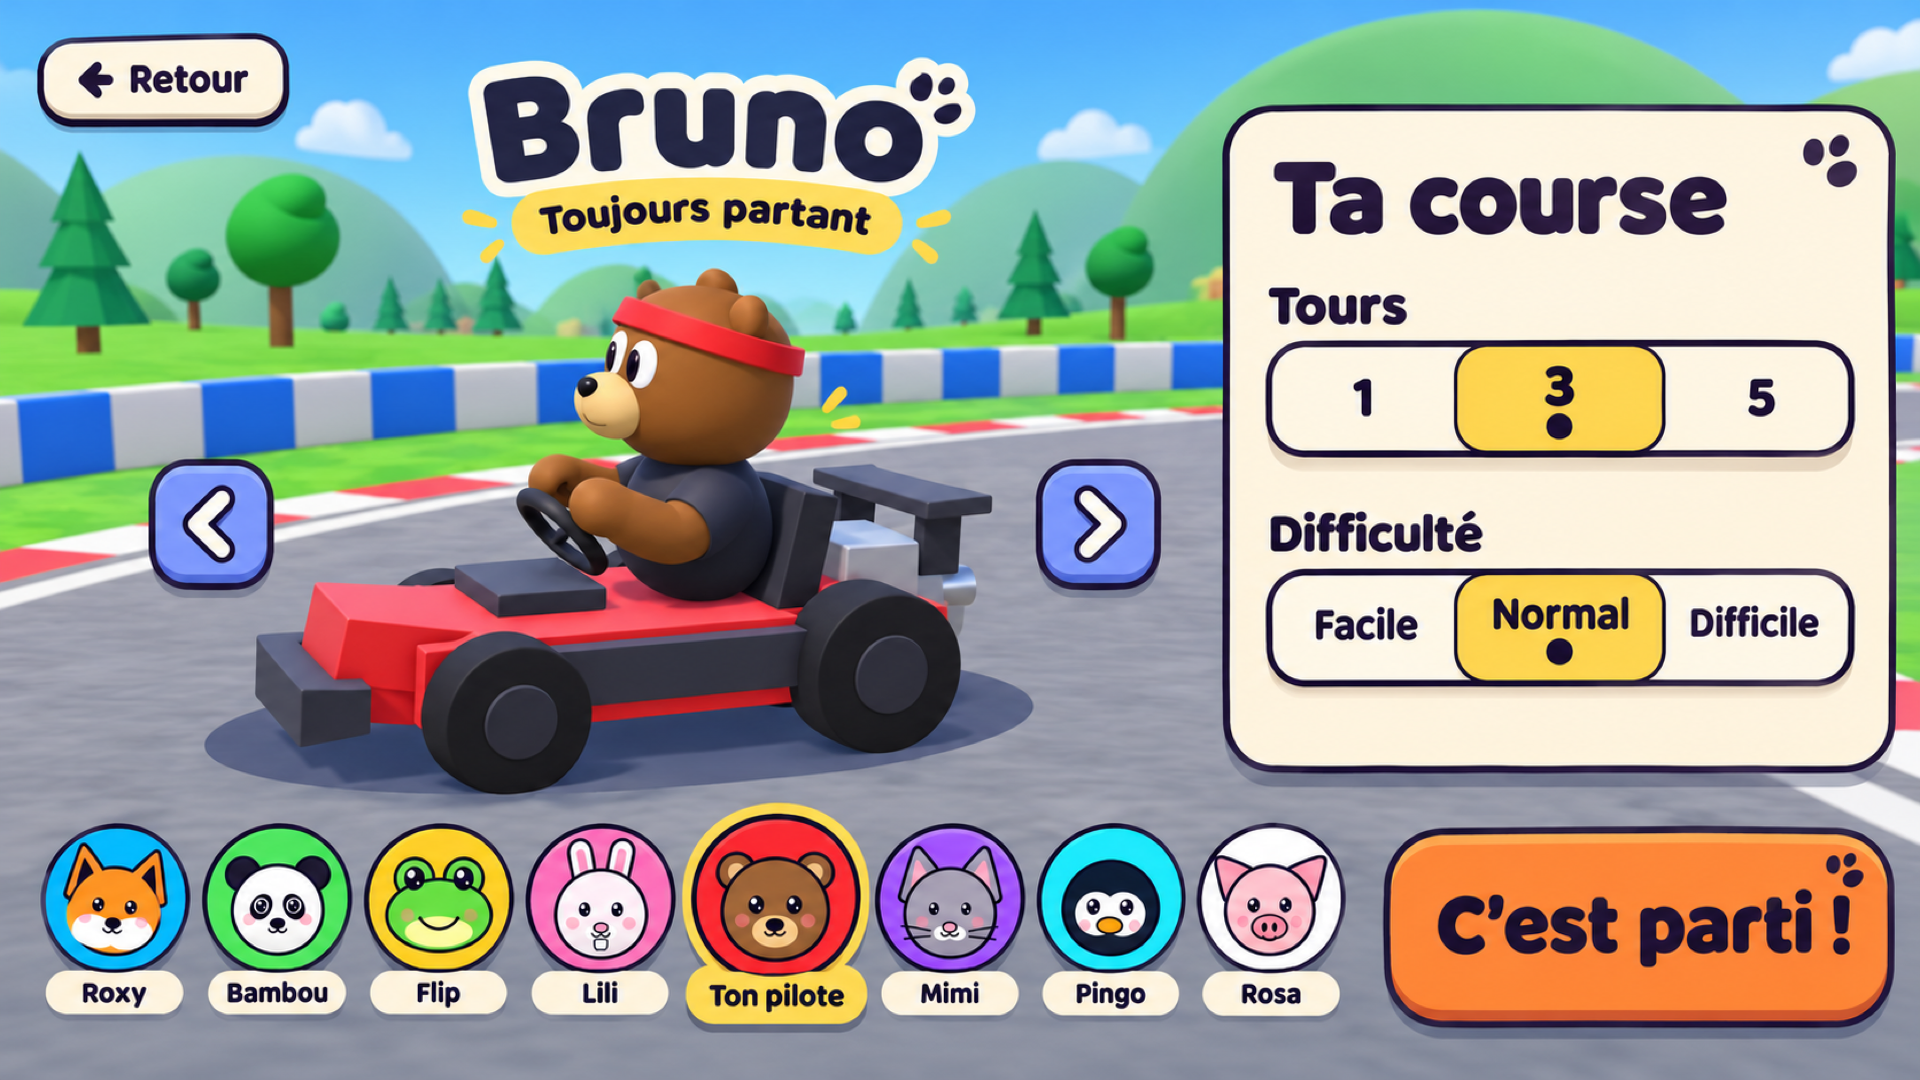 Retour
Bruno
Toujours partant
Ta course
Tours
1 3 5
Difficulté
Facile Normal Difficile
Roxy Bambou Flip Lili Ton pilote Mimi Pingo Rosa
C'est parti !